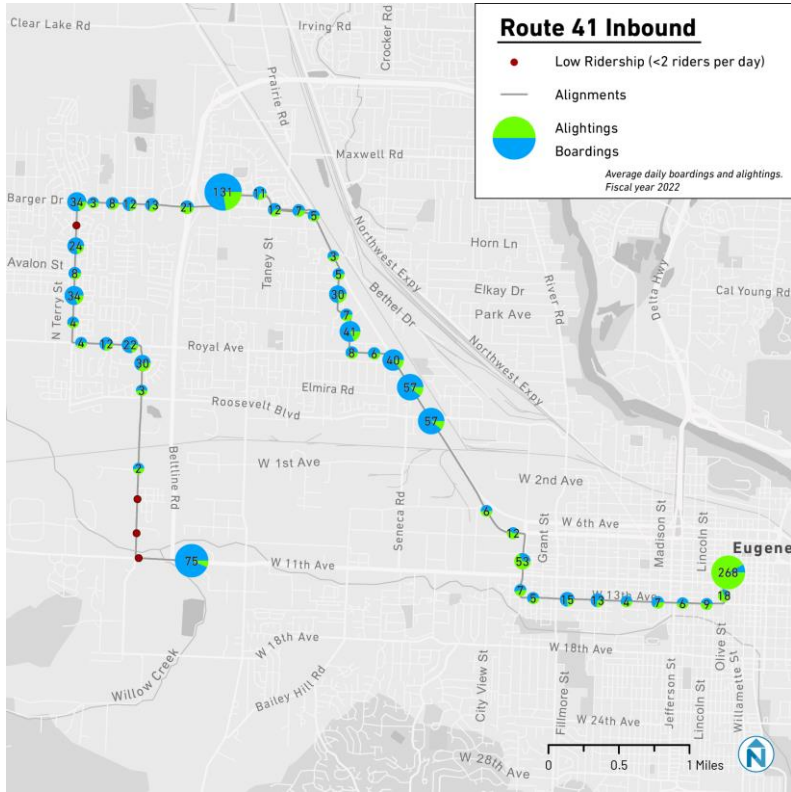 Route 41 Inbound
Low Ridership (<2 riders per day)
Alignments
Alightings
Boardings
Average daily boardings and alightings.
Fiscal year 2022
Clear Lake Rd
Irving Rd
Crocker Rd
Prairie Rd
Maxwell Rd
Barger Dr
34
3
8
12
13
21
131
11
12
7
5
Northwest Expy
Horn Ln
Delta Hwy
24
Avalon St
Taney St
3
5
8
Bethel Dr
River Rd
Elkay Dr
Cal Young Rd
N Terry St
34
30
Park Ave
4
7
41
4
12
22
Royal Ave
8
6
40
Northwest Expy
30
3
Elmira Rd
57
Roosevelt Blvd
57
Beltline Rd
W 1st Ave
2
Seneca Rd
W 2nd Ave
6
W 6th Ave
12
Grant St
Madison St
Lincoln St
Eugene
75
W 11th Ave
53
268
7
5
15
13
W 13th Ave
4
7
6
9
18
W 18th Ave
W 18th Ave
Olive St
Willamette St
Willow Creek
Bailey Hill Rd
City View St
Fillmore St
Jefferson St
Lincoln St
W 24th Ave
W 28th Ave
0 0.5 1 Miles
N